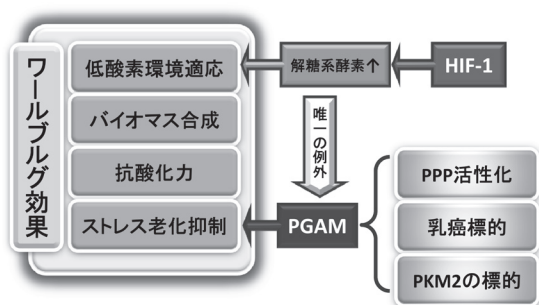 ワールブルグ効果
低酸素環境適応
バイオマス合成
抗酸化力
ストレス老化抑制
解糖系酵素↑
HIF-1
唯一の例外
PGAM
PPP活性化
乳癌標的
PKM2の標的